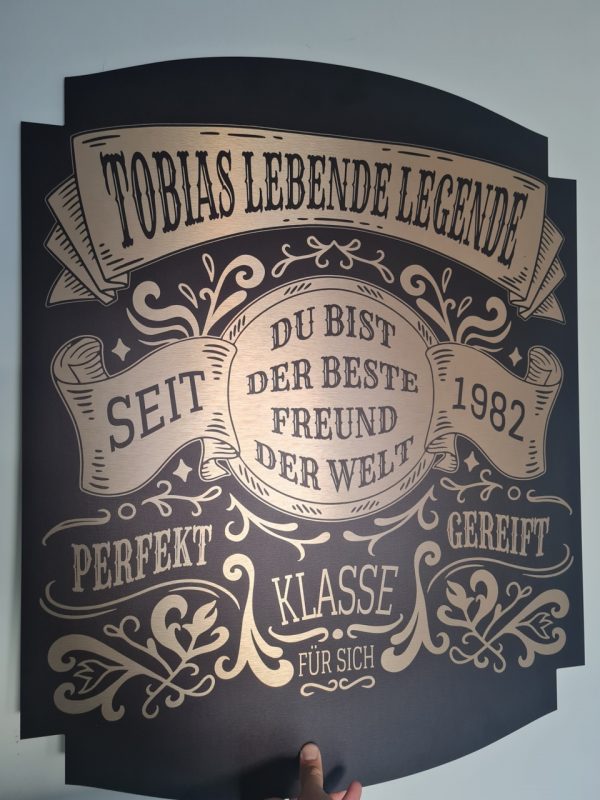 TOBIAS LEBENDE LEGENDE
DU BIST
DER BESTE
FREUND
DER WELT
SEIT
1982
PERFEKT
GEREIFT
KLASSE
FÜR SICH